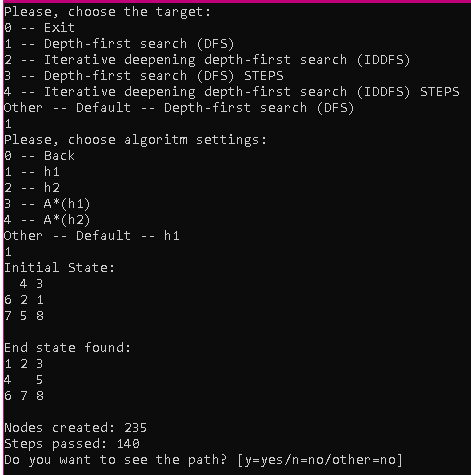 Please, choose the target:
0 -- Exit
1 -- Depth-first search (DFS)
2 -- Iterative deepening depth-first search (IDDFS)
3 -- Depth-first search (DFS) STEPS
4 -- Iterative deepening depth-first search (IDDFS) STEPS
Other -- Default -- Depth-first search (DFS)
1
Please, choose algoritm settings:
0 -- Back
1 -- h1
2 -- h2
3 -- A*(h1)
4 -- A*(h2)
Other -- Default -- h1
1
Initial State:
  4 3
6 2 1
7 5 8

End state found:
1 2 3
4   5
6 7 8

Nodes created: 235
Steps passed: 140
Do you want to see the path? [y=yes/n=no/other=no]